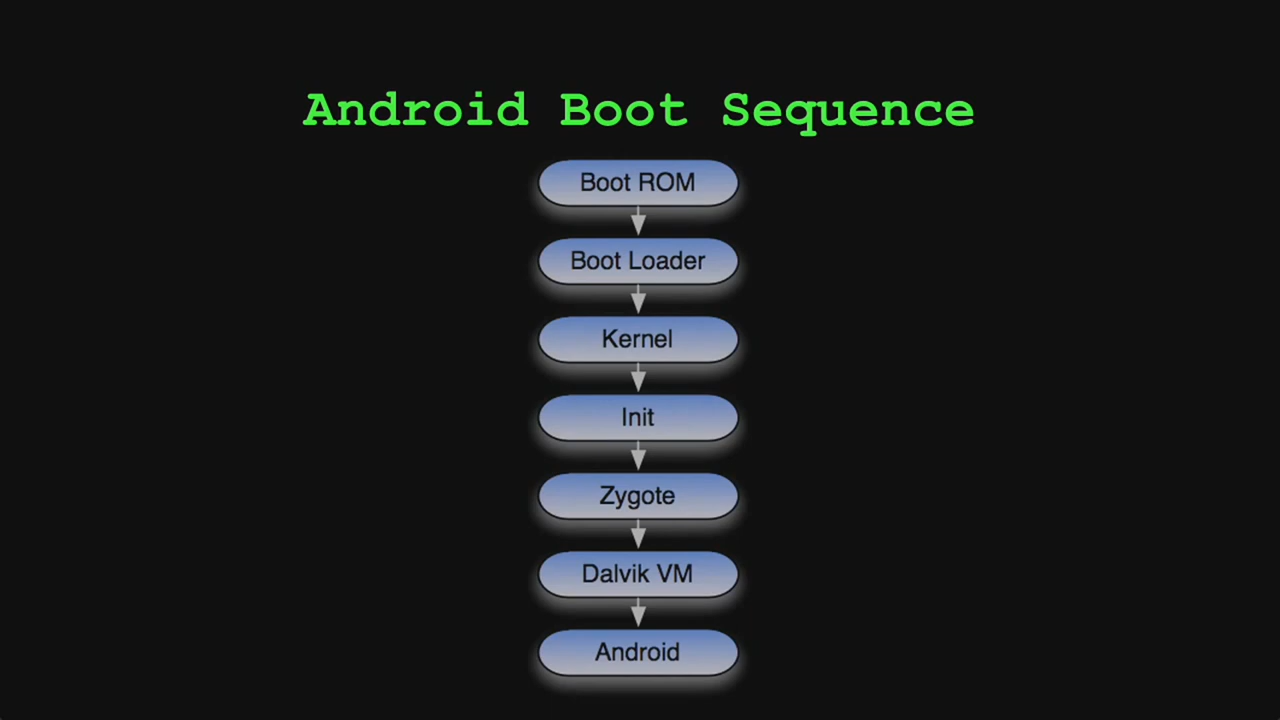 Android Boot Sequence
Boot ROM
Boot Loader
Kernel
Init
Zygote
Dalvik VM
Android